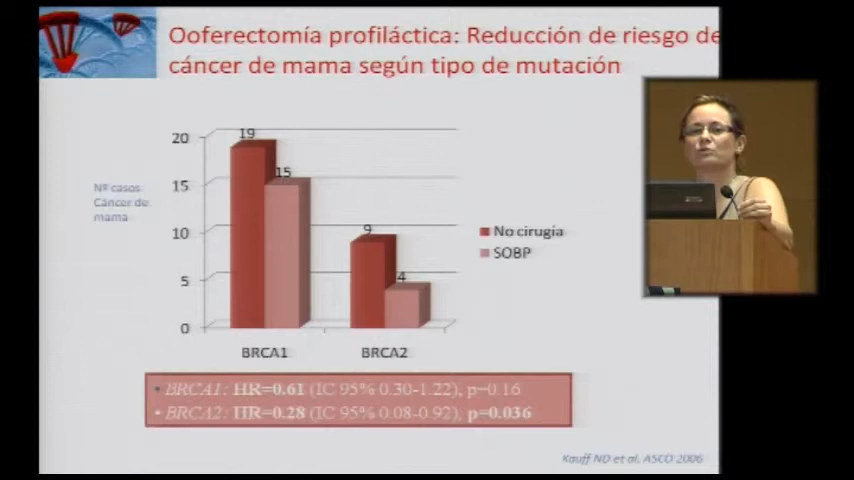 Ooferectomía profiláctica: Reducción de riesgo de
cáncer de mama según tipo de mutación
Nº casos
Cáncer de
mama
20
15
10
5
0
19
15
9
4
BRCA1
BRCA2
No cirugía
SOBP
• BRCA1: HR=0.61 (IC 95% 0.30-1.22), p=0.16
• BRCA2: HR=0.28 (IC 95% 0.08-0.92), p=0.036
Kauff ND et al, ASCO 2006